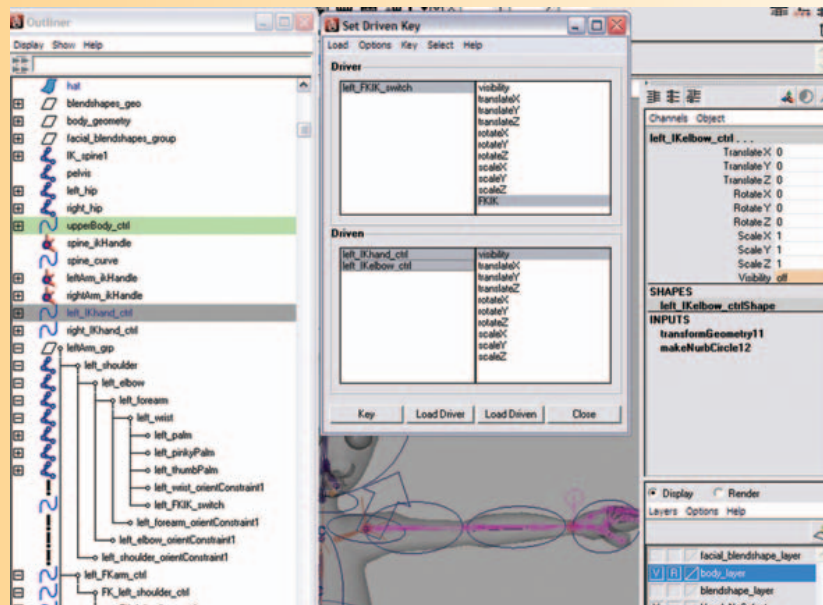 Outliner
Display Show Help
hat
blendshapes_geo
body_geometry
facial_blendshapes_group
IK_spine1
pelvis
left_hip
right_hip
upperBody_ctrl
spine_ikHandle
spine_curve
leftArm_ikHandle
rightArm_ikHandle
left_IKhand_ctrl
right_IKhand_ctrl
leftArm_grp
left_shoulder
left_elbow
left_forearm
left_wrist
left_palm
left_pinkyPalm
left_thumbPalm
left_wrist_orientConstraint1
left_FKIK_switch
left_forearm_orientConstraint1
left_elbow_orientConstraint1
left_shoulder_orientConstraint1
left_FKarm_ctrl
FK_left_shoulder_ctrl
Set Driven Key
Load Options Key Select Help
Driver
left_FKIK_switch
visibility
translateX
translateY
translateZ
rotateX
rotateY
rotateZ
scaleX
scaleY
scaleZ
FKIK
Driven
left_IKhand_ctrl
left_IKelbow_ctrl
visibility
translateX
translateY
translateZ
rotateX
rotateY
rotateZ
scaleX
scaleY
scaleZ
Key Load Driver Load Driven Close
Channels Object
left_IKelbow_ctrl . . .
Translate X 0
Translate Y 0
Translate Z 0
Rotate X 0
Rotate Y 0
Rotate Z 0
Scale X 1
Scale Y 1
Scale Z 1
Visibility off
SHAPES
left_IKelbow_ctrlShape
INPUTS
transformGeometry11
makeNurbCircle12
Display Render
Layers Options Help
facial_blendshape_layer
V R body_layer
blendshape_layer